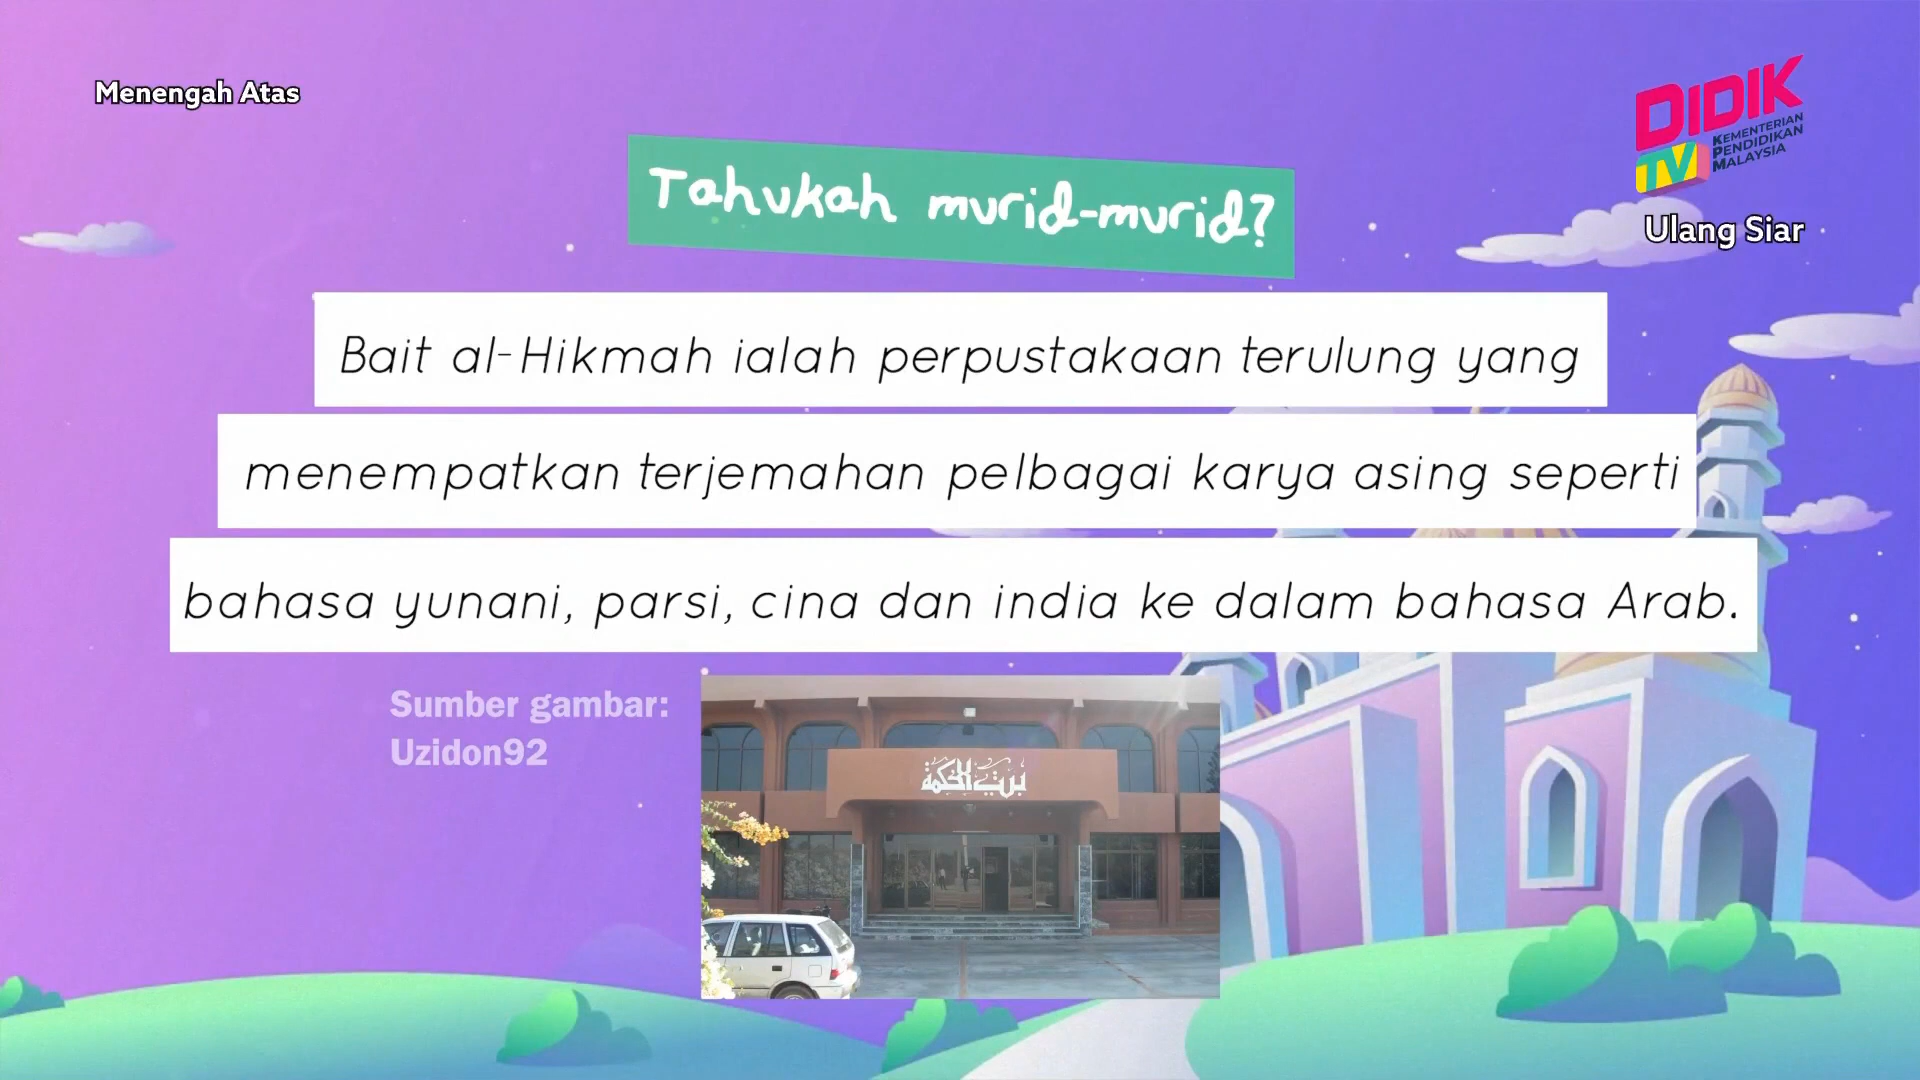 Menengah Atas
DIDIK
TV
KEMENTERIAN
PENDIDIKAN
MALAYSIA
Ulang Siar
Tahukah murid-murid?
Bait al-Hikmah ialah perpustakaan terulung yang
menempatkan terjemahan pelbagai karya asing seperti
bahasa yunani, parsi, cina dan india ke dalam bahasa Arab.
Sumber gambar:
Uzidon92
بيت الحكمة